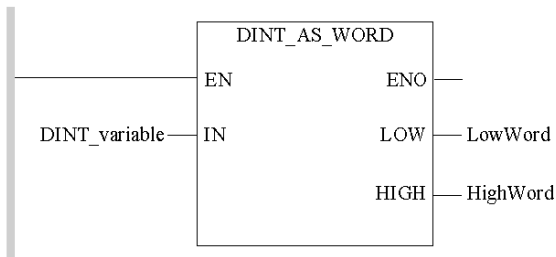 DINT_AS_WORD
EN ENO
DINT_variable IN LOW LowWord
HIGH HighWord